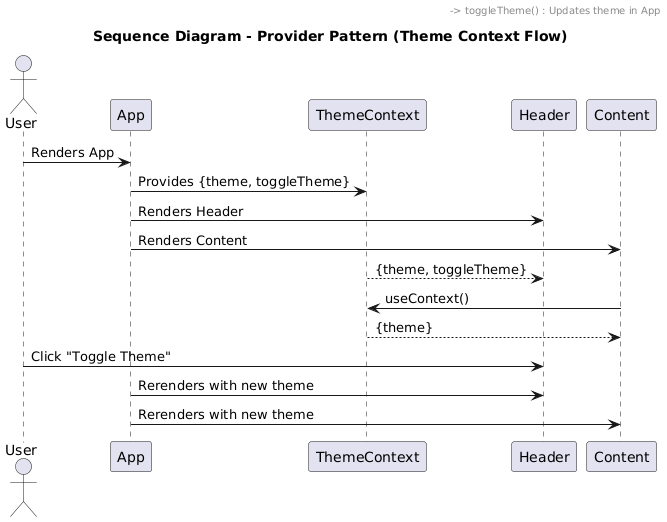 -> toggleTheme() : Updates theme in App
Sequence Diagram - Provider Pattern (Theme Context Flow)
User
App
ThemeContext
Header
Content
Renders App
Provides {theme, toggleTheme}
Renders Header
Renders Content
{theme, toggleTheme}
useContext()
{theme}
Click "Toggle Theme"
Rerenders with new theme
Rerenders with new theme
User
App
ThemeContext
Header
Content